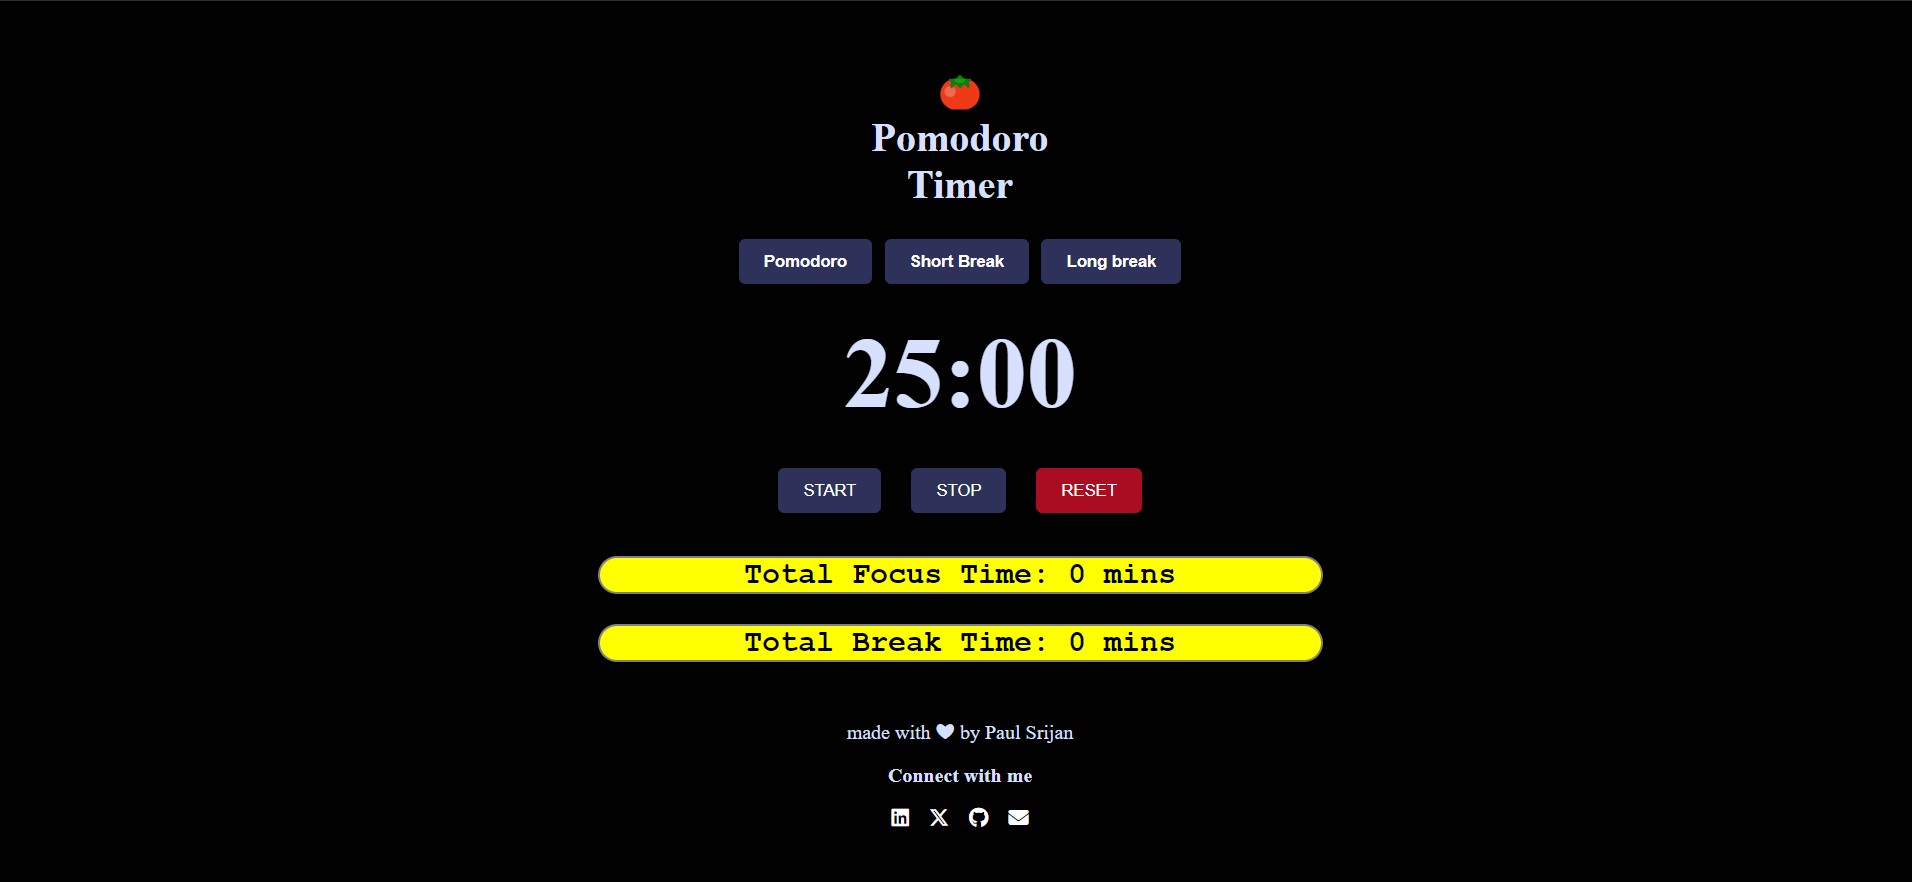 Pomodoro
Timer
Pomodoro Short Break Long break
25:00
START STOP RESET
Total Focus Time: 0 mins
Total Break Time: 0 mins
made with by Paul Srijan
Connect with me